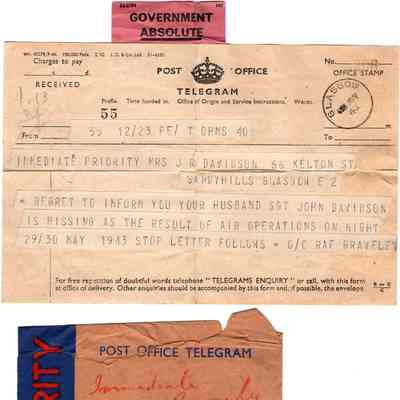 GOVERNMENT
ABSOLUTE
Charges to pay
POST OFFICE
No.
RECEIVED
TELEGRAM
OFFICE STAMP
Prefix. Time handed in. Office of Origin and Service Instructions. Words.
GLASGOW
55
From
55 12/23 PE/T ORNS 40
IMMEDIATE PRIORITY MRS J R DAVIDSON 66 KELTON ST
SANDYHILLS GLASGOW E 2
= REGRET TO INFORM YOU YOUR HUSBAND SGT JOHN DAVIDSON
IS MISSING AS THE RESULT OF AIR OPERATIONS ON NIGHT
29/30 MAY 1943 STOP LETTER FOLLOWS = O/C RAF GRAVELEY
For free repetition of doubtful words telephone "TELEGRAMS ENQUIRY" or call, with this form
at office of delivery. Other enquiries should be accompanied by this form and, if possible, the envelope
B or C
POST OFFICE TELEGRAM
RITY
Immediate